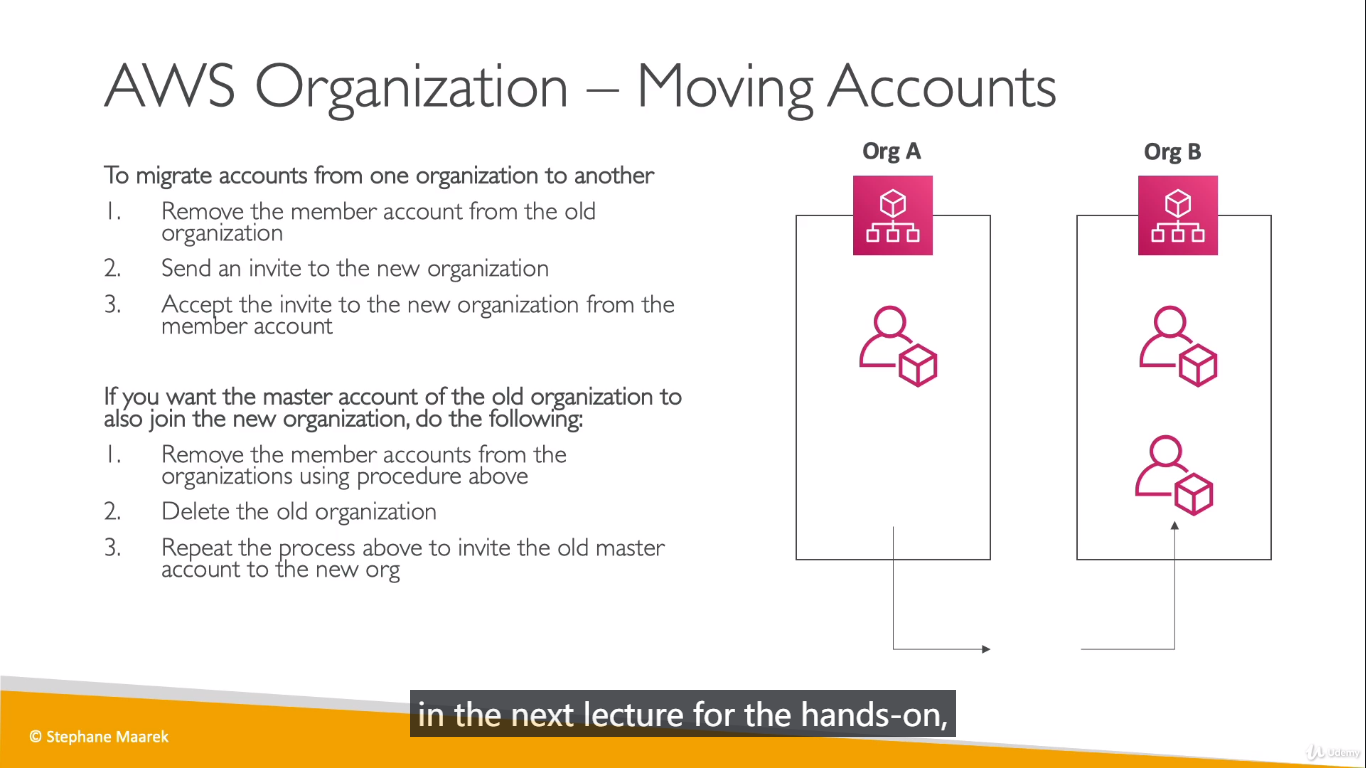 AWS Organization – Moving Accounts
To migrate accounts from one organization to another
1. Remove the member account from the old
organization
2. Send an invite to the new organization
3. Accept the invite to the new organization from the
member account
If you want the master account of the old organization to
also join the new organization, do the following:
1. Remove the member accounts from the
organizations using procedure above
2. Delete the old organization
3. Repeat the process above to invite the old master
account to the new org
Org A
Org B
in the next lecture for the hands-on,
© Stephane Maarek
Udemy